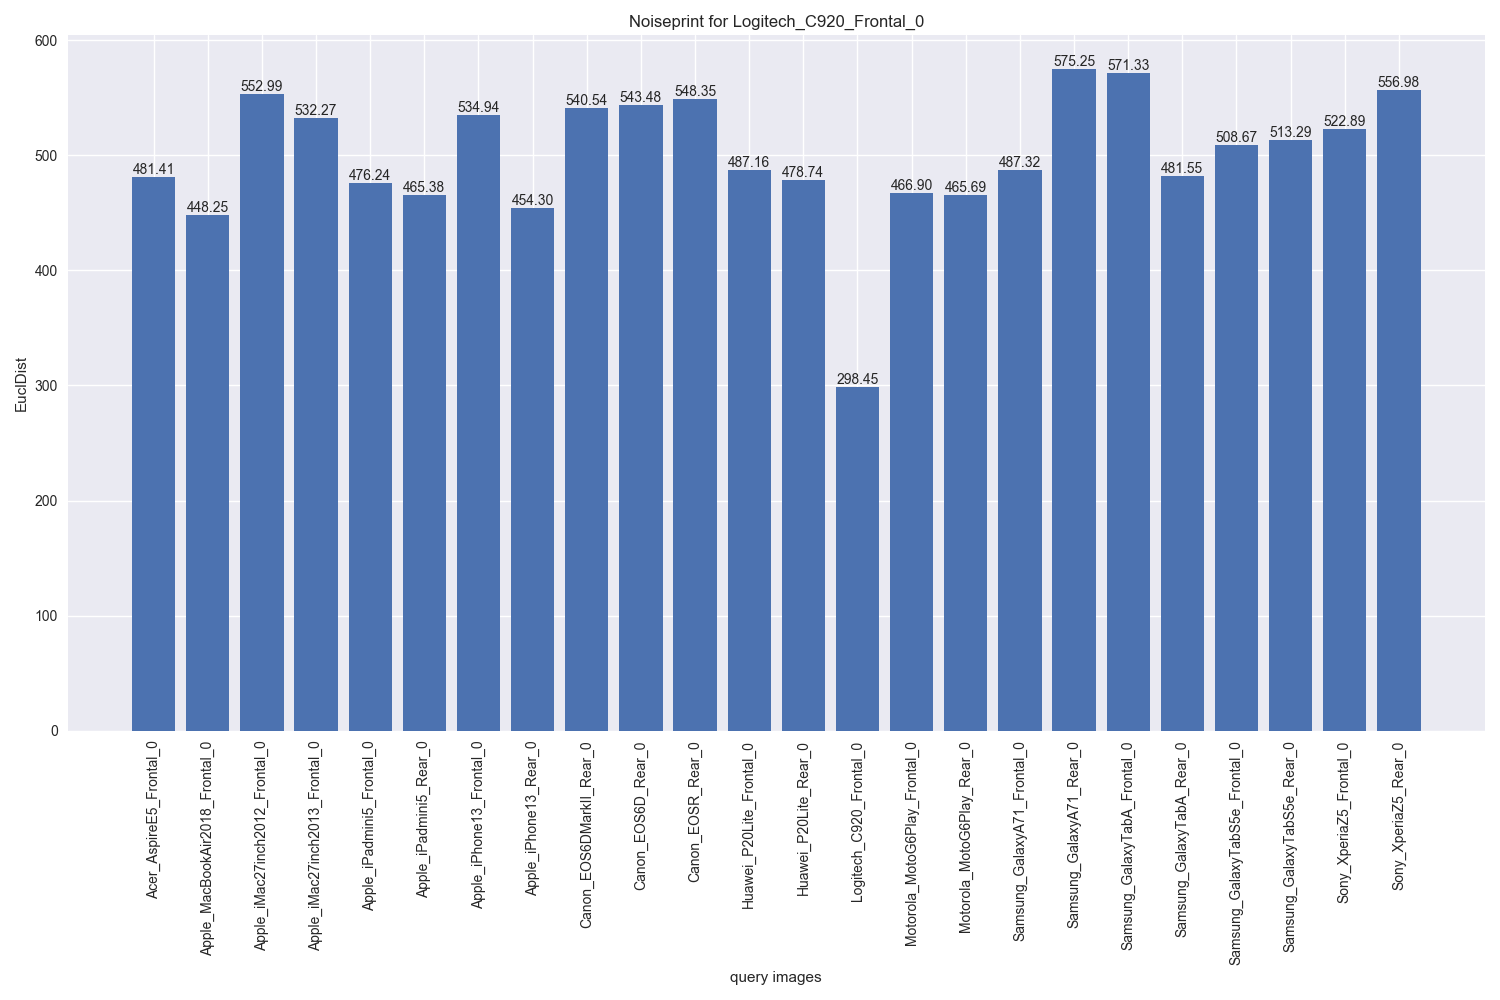 Noiseprint for Logitech_C920_Frontal_0
EuclDist
600
500
400
300
200
100
0
481.41
448.25
552.99
532.27
476.24
465.38
534.94
454.30
540.54
543.48
548.35
487.16
478.74
298.45
466.90
465.69
487.32
575.25
571.33
481.55
508.67
513.29
522.89
556.98
Acer_AspireE5_Frontal_0
Apple_MacBookAir2018_Frontal_0
Apple_iMac27inch2012_Frontal_0
Apple_iMac27inch2013_Frontal_0
Apple_iPadmini5_Frontal_0
Apple_iPadmini5_Rear_0
Apple_iPhone13_Frontal_0
Apple_iPhone13_Rear_0
Canon_EOS6DMarkII_Rear_0
Canon_EOS6D_Rear_0
Canon_EOSR_Rear_0
Huawei_P20Lite_Frontal_0
Huawei_P20Lite_Rear_0
Logitech_C920_Frontal_0
Motorola_MotoG6Play_Frontal_0
Motorola_MotoG6Play_Rear_0
Samsung_GalaxyA71_Frontal_0
Samsung_GalaxyA71_Rear_0
Samsung_GalaxyTabA_Frontal_0
Samsung_GalaxyTabA_Rear_0
Samsung_GalaxyTabS5e_Frontal_0
Samsung_GalaxyTabS5e_Rear_0
Sony_XperiaZ5_Frontal_0
Sony_XperiaZ5_Rear_0
query images